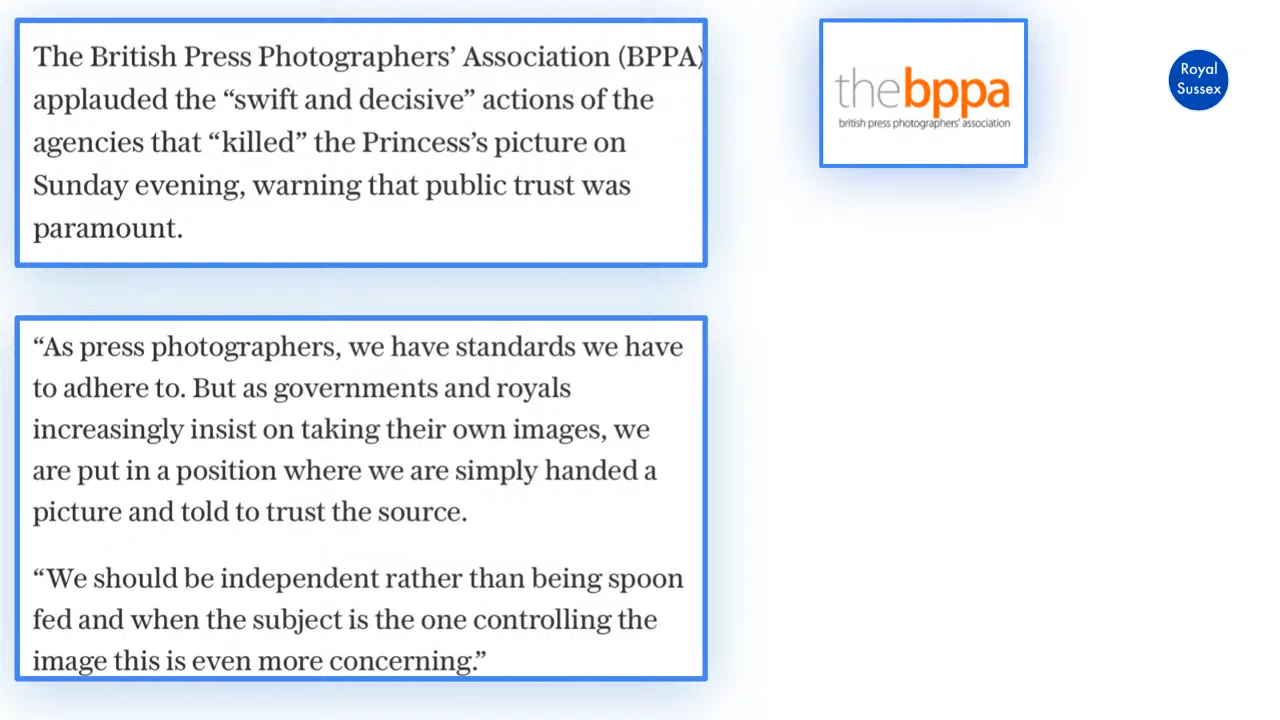 The British Press Photographers’ Association (BPPA)
applauded the “swift and decisive” actions of the
agencies that “killed” the Princess’s picture on
Sunday evening, warning that public trust was
paramount.
“As press photographers, we have standards we have
to adhere to. But as governments and royals
increasingly insist on taking their own images, we
are put in a position where we are simply handed a
picture and told to trust the source.
“We should be independent rather than being spoon
fed and when the subject is the one controlling the
image this is even more concerning.”
thebppa
british press photographers' association
Royal
Sussex